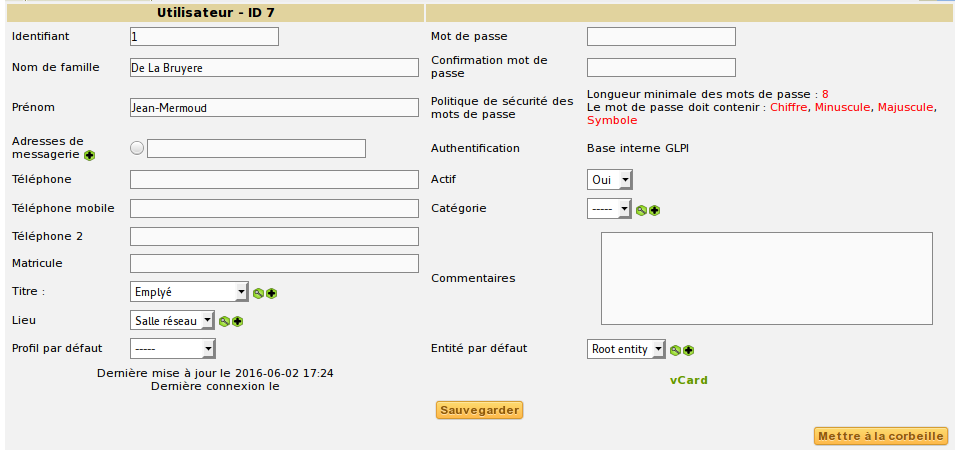 Utilisateur - ID 7
Identifiant 1 Mot de passe
Nom de famille De La Bruyere Confirmation mot de
passe
Prénom Jean-Mermoud Politique de sécurité des
mots de passe Longueur minimale des mots de passe : 8
Le mot de passe doit contenir : Chiffre, Minuscule, Majuscule,
Symbole
Adresses de
messagerie Authentification Base interne GLPI
Téléphone Actif Oui
Téléphone mobile Catégorie -----
Téléphone 2
Matricule Commentaires
Titre : Emplyé
Lieu Salle réseau
Profil par défaut ----- Entité par défaut Root entity
Dernière mise à jour le 2016-06-02 17:24
Dernière connexion le
vCard
Sauvegarder
Mettre à la corbeille